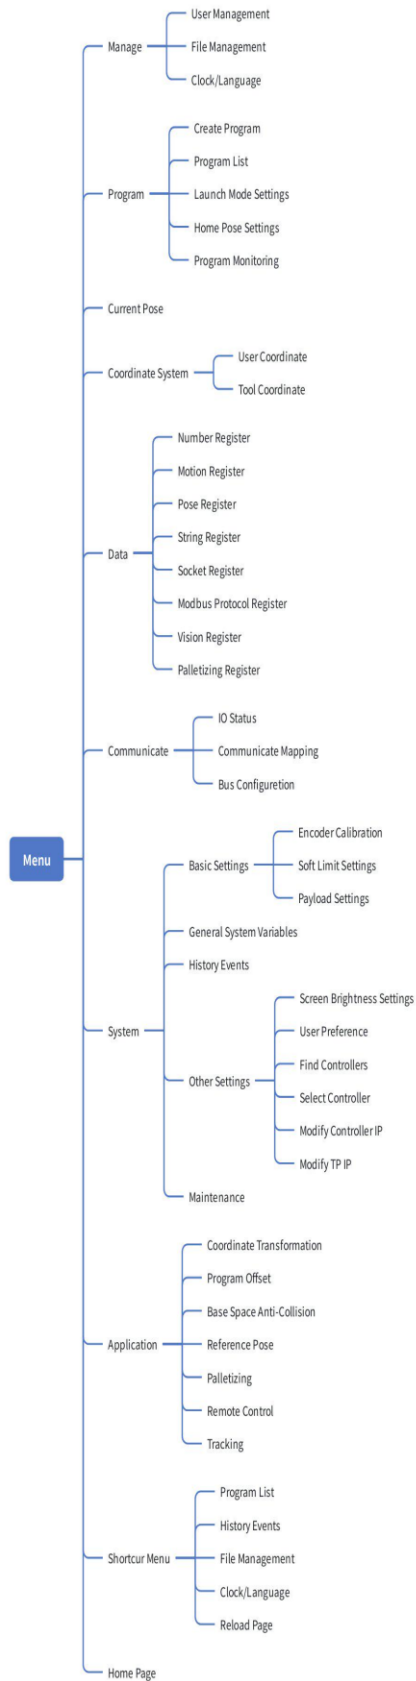 Menu
Manage
User Management
File Management
Clock/Language
Program
Create Program
Program List
Launch Mode Settings
Home Pose Settings
Program Monitoring
Current Pose
Coordinate System
User Coordinate
Tool Coordinate
Data
Number Register
Motion Register
Pose Register
String Register
Socket Register
Modbus Protocol Register
Vision Register
Palletizing Register
Communicate
IO Status
Communicate Mapping
Bus Configuretion
System
Basic Settings
Encoder Calibration
Soft Limit Settings
Payload Settings
General System Variables
History Events
Other Settings
Screen Brightness Settings
User Preference
Find Controllers
Select Controller
Modify Controller IP
Modify TP IP
Maintenance
Application
Coordinate Transformation
Program Offset
Base Space Anti-Collision
Reference Pose
Palletizing
Remote Control
Tracking
Shortcur Menu
Program List
History Events
File Management
Clock/Language
Reload Page
Home Page